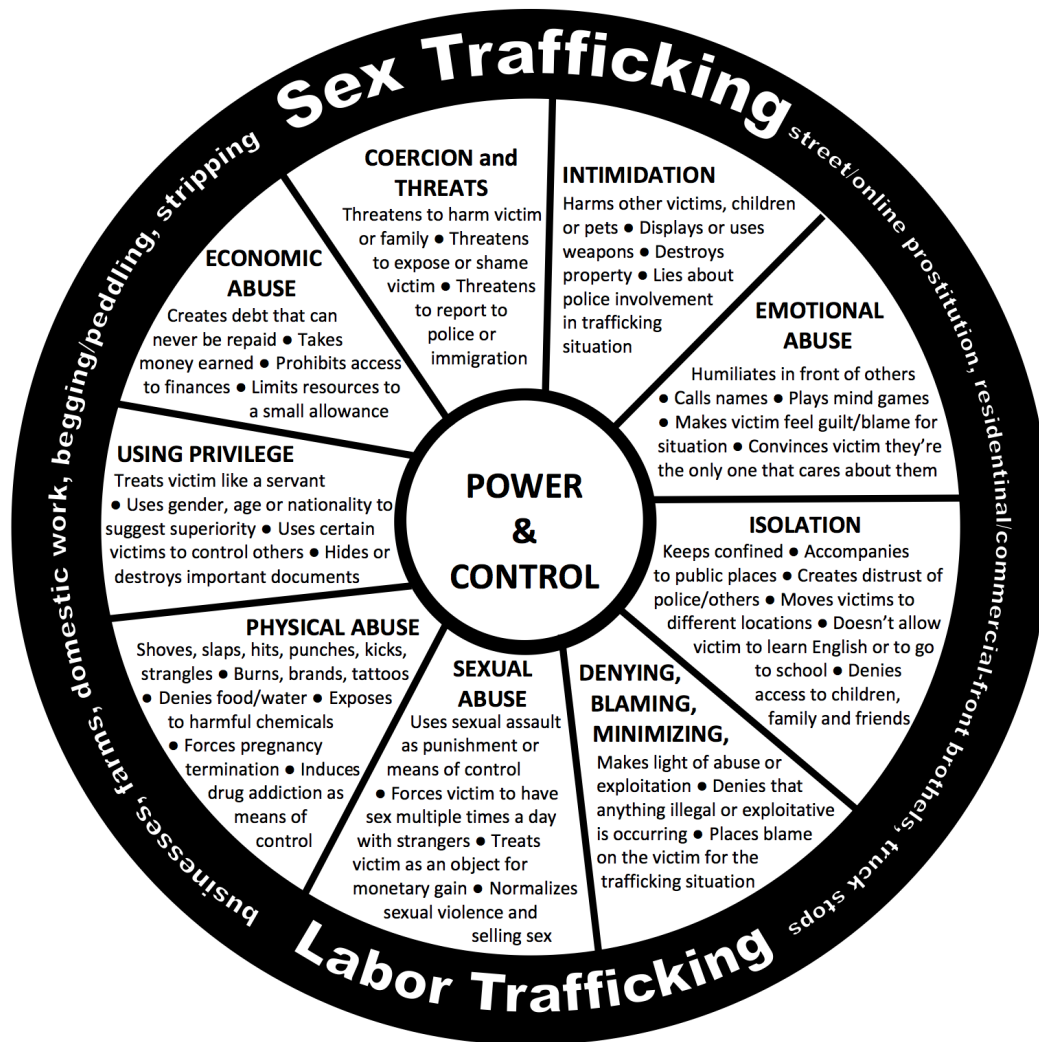 Sex Trafficking
street/online prostitution, residentinal/commercial-front brothels, truck stops
Labor Trafficking
businesses, farms, domestic work, begging/peddling, stripping
COERCION and
THREATS
Threatens to harm victim
or family ● Threatens
to expose or shame
victim ● Threatens
to report to
police or
immigration
INTIMIDATION
Harms other victims, children
or pets ● Displays or uses
weapons ● Destroys
property ● Lies about
police involvement
in trafficking
situation
EMOTIONAL
ABUSE
Humiliates in front of others
● Calls names ● Plays mind games
● Makes victim feel guilt/blame for
situation ● Convinces victim they’re
the only one that cares about them
ISOLATION
Keeps confined ● Accompanies
to public places ● Creates distrust of
police/others ● Moves victims to
different locations ● Doesn’t allow
victim to learn English or to go
to school ● Denies
access to children,
family and friends
DENYING,
BLAMING,
MINIMIZING,
Makes light of abuse or
exploitation ● Denies that
anything illegal or exploitative
is occurring ● Places blame
on the victim for the
trafficking situation
SEXUAL
ABUSE
Uses sexual assault
as punishment or
means of control
● Forces victim to have
sex multiple times a day
with strangers ● Treats
victim as an object for
monetary gain ● Normalizes
sexual violence and
selling sex
PHYSICAL ABUSE
Shoves, slaps, hits, punches, kicks,
strangles ● Burns, brands, tattoos
● Denies food/water ● Exposes
to harmful chemicals
● Forces pregnancy
termination ● Induces
drug addiction as
means of
control
USING PRIVILEGE
Treats victim like a servant
● Uses gender, age or nationality to
suggest superiority ● Uses certain
victims to control others ● Hides or
destroys important documents
ECONOMIC
ABUSE
Creates debt that can
never be repaid ● Takes
money earned ● Prohibits access
to finances ● Limits resources to
a small allowance
POWER
&
CONTROL